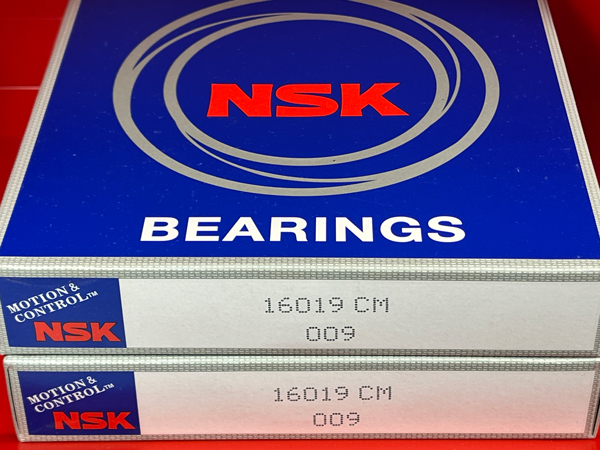 NSK
BEARINGS
MOTION &
CONTROL™
NSK
16019 CM
009
MOTION &
CONTROL™
NSK
16019 CM
009